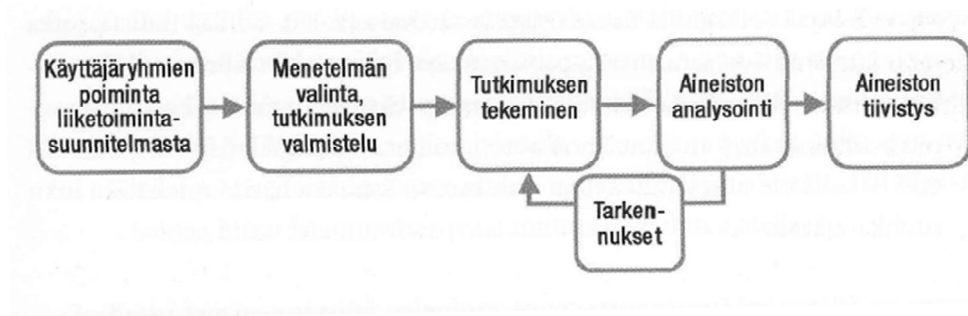 Käyttäjäryhmien
poiminta
liiketoiminta-
suunnitelmasta
Menetelmän
valinta,
tutkimuksen
valmistelu
Tutkimuksen
tekeminen
Aineiston
analysointi
Aineiston
tiivistys
Tarken-
nukset